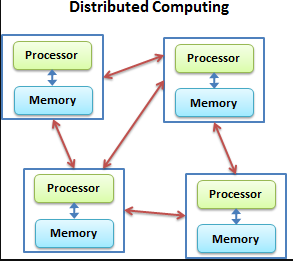 Distributed Computing
Processor
Memory
Processor
Memory
Processor
Memory
Processor
Memory